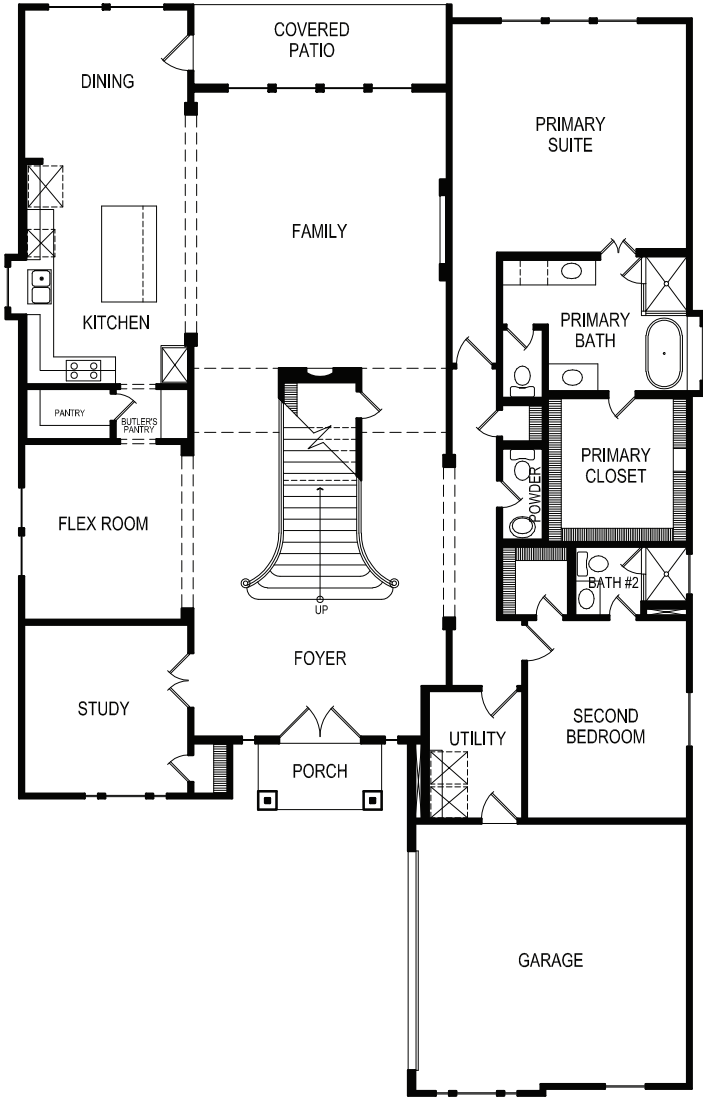 COVERED
PATIO
DINING
PRIMARY
SUITE
FAMILY
KITCHEN
PRIMARY
BATH
PANTRY
BUTLER'S
PANTRY
PRIMARY
CLOSET
POWDER
FLEX ROOM
BATH #2
UP
FOYER
STUDY
SECOND
BEDROOM
UTILITY
PORCH
GARAGE